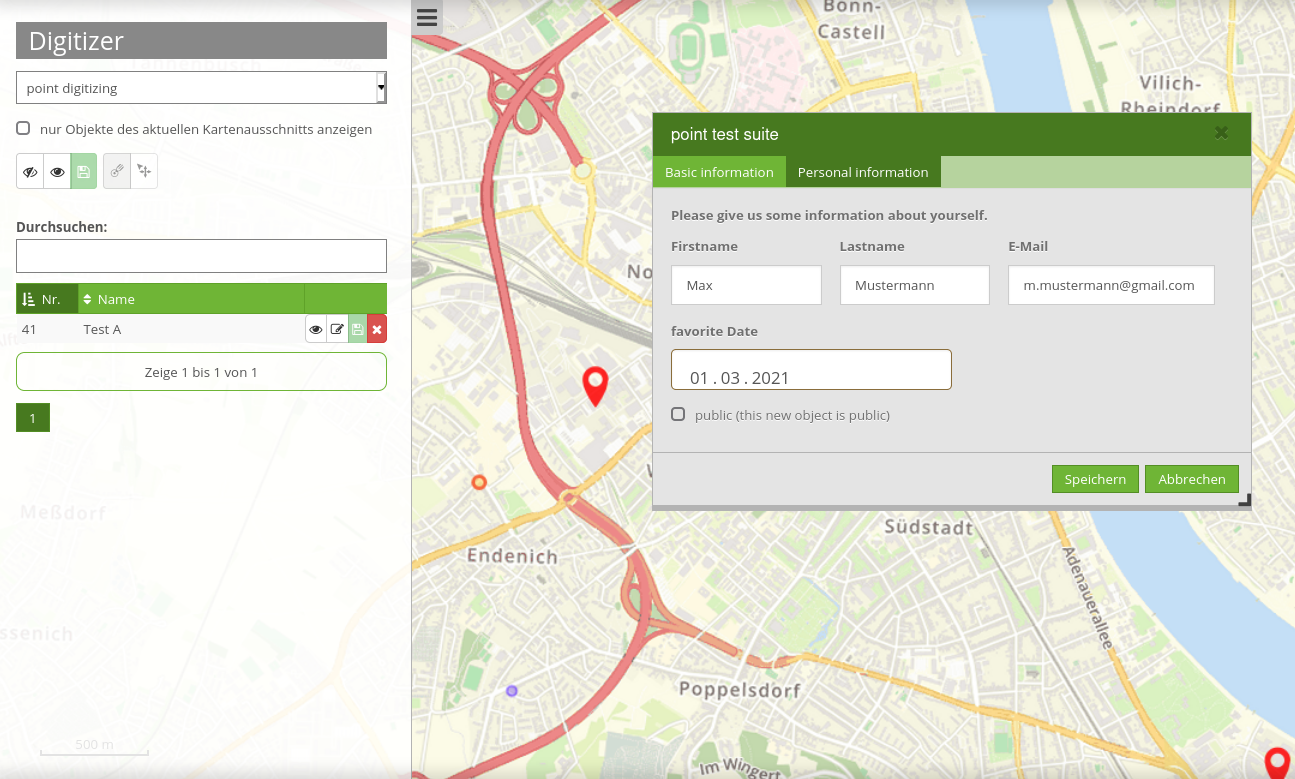 Digitizer
point digitizing
nur Objekte des aktuellen Kartenausschnitts anzeigen
Durchsuchen:
Nr. Name
41 Test A
Zeige 1 bis 1 von 1
1
Tannenbusch
Meßdorf
ssenich
500 m
Bonn-
Castell
Vilich-
Rheindorf
No
point test suite
Basic information Personal information
Please give us some information about yourself.
Firstname Lastname E-Mail
Max Mustermann m.mustermann@gmail.com
favorite Date
01 . 03 . 2021
public (this new object is public)
Speichern Abbrechen
Südstadt
Endenich
Adenauerallee
Poppelsdorf
Im Wingert